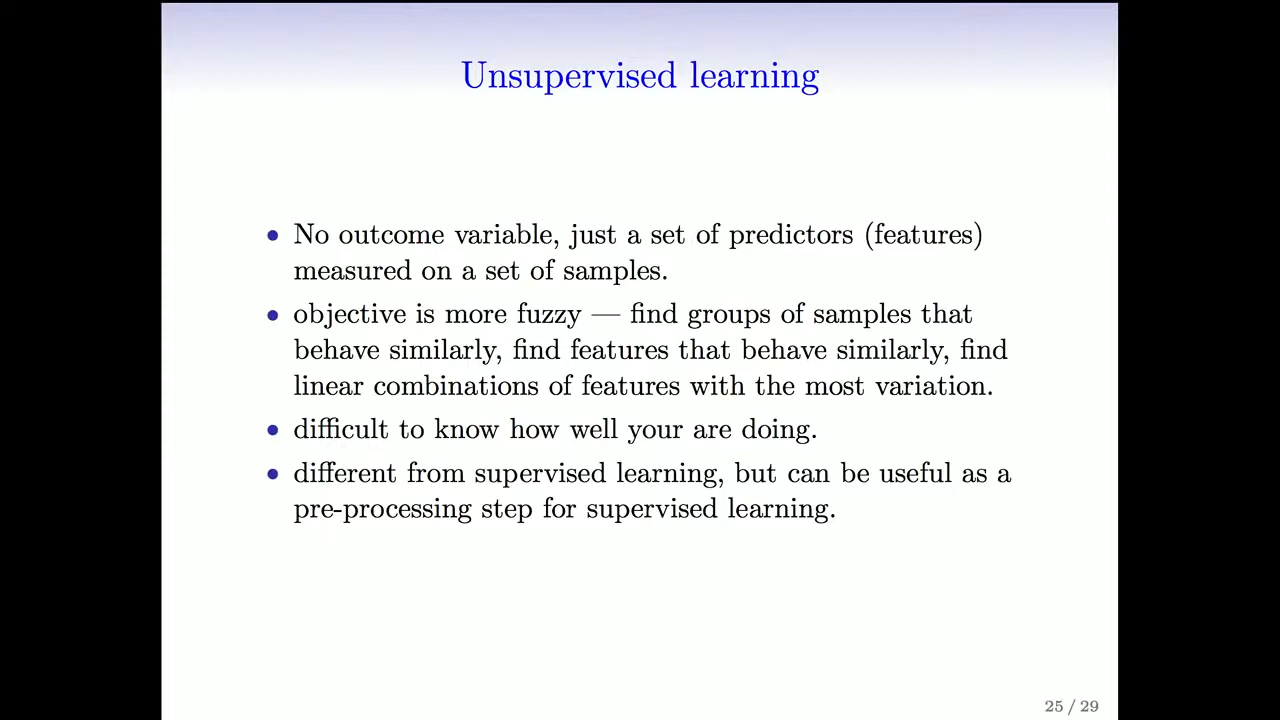 Unsupervised learning
• No outcome variable, just a set of predictors (features)
measured on a set of samples.
• objective is more fuzzy — find groups of samples that
behave similarly, find features that behave similarly, find
linear combinations of features with the most variation.
• difficult to know how well your are doing.
• different from supervised learning, but can be useful as a
pre-processing step for supervised learning.
25 / 29